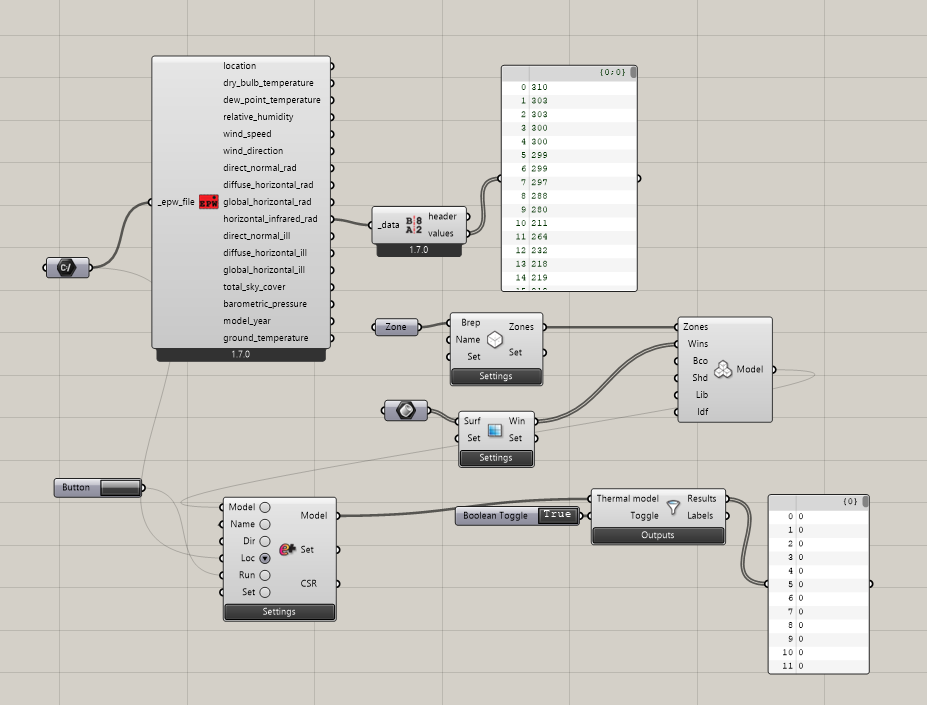 location
dry_bulb_temperature
dew_point_temperature
relative_humidity
wind_speed
wind_direction
direct_normal_rad
diffuse_horizontal_rad
_epw_file
EPW
global_horizontal_rad
horizontal_infrared_rad
direct_normal_ill
diffuse_horizontal_ill
global_horizontal_ill
total_sky_cover
barometric_pressure
model_year
ground_temperature
1.7.0
C/
_data
B 8
A 2
header
values
1.7.0
{0;0}
0 310
1 303
2 303
3 300
4 300
5 299
6 299
7 297
8 288
9 280
10 211
11 264
12 232
13 218
14 219
Zone
Brep
Name
Set
Zones
Set
Settings
Surf
Set
Win
Set
Settings
Zones
Wins
Bco
Shd
Lib
Idf
Model
Button
Model
Name
Dir
Loc
Run
Set
Model
Set
CSR
Settings
Boolean Toggle True
Thermal model
Toggle
Results
Labels
Outputs
{0}
0 0
1 0
2 0
3 0
4 0
5 0
6 0
7 0
8 0
9 0
10 0
11 0